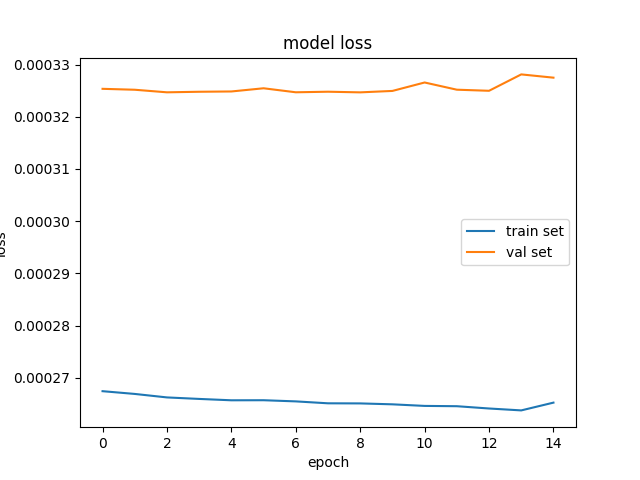 model loss
0.00033
0.00032
0.00031
0.00030
0.00029
0.00028
0.00027
loss
train set
val set
0 2 4 6 8 10 12 14
epoch